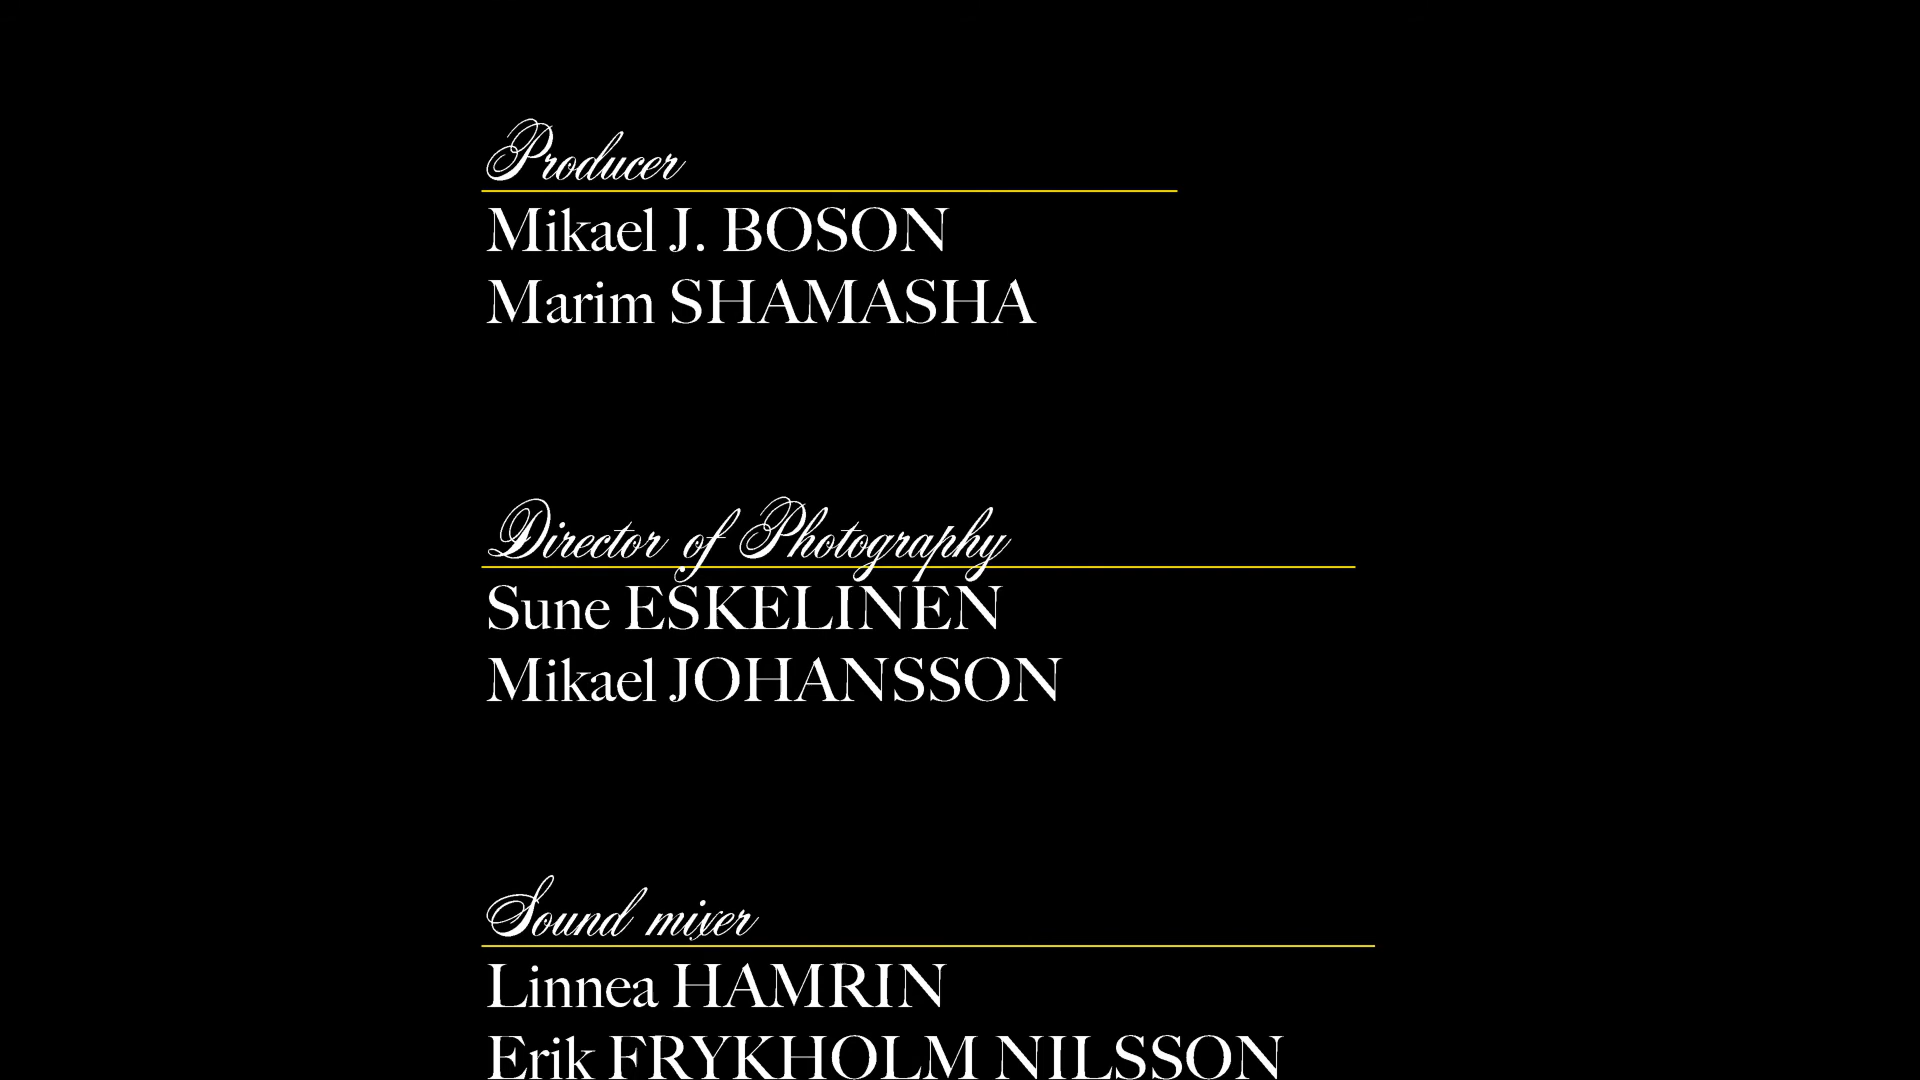 Producer
Mikael J. BOSON
Marim SHAMASHA
Director of Photography
Sune ESKELINEN
Mikael JOHANSSON
Sound mixer
Linnea HAMRIN
Erik FRYKHOLM NILSSON